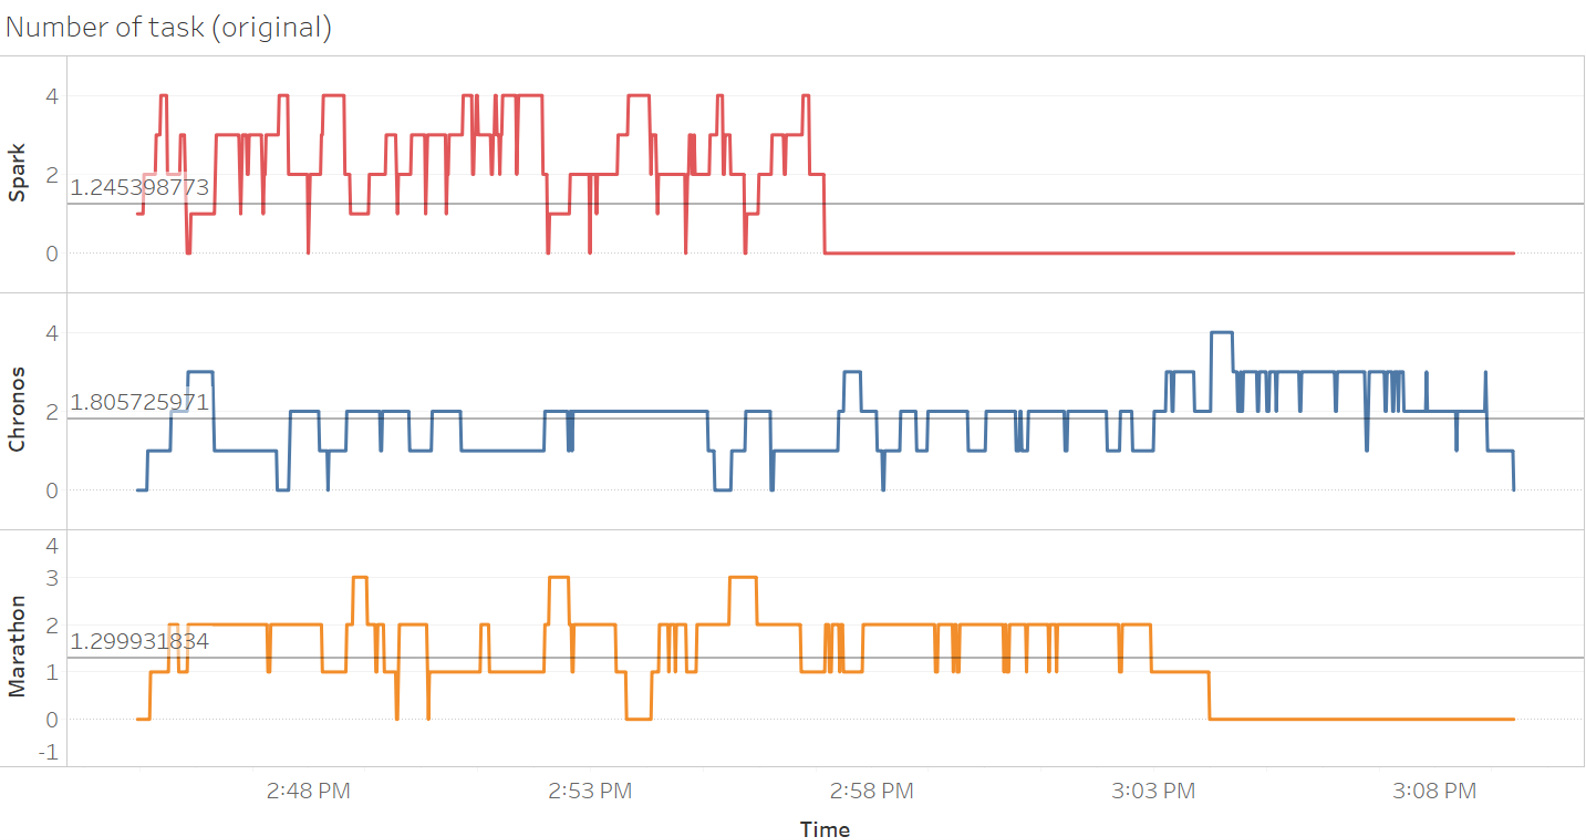 Number of task (original)
Spark
4
2
0
1.245398773
Chronos
4
2
0
1.805725971
Marathon
4
3
2
1
0
-1
1.299931834
2:48 PM 2:53 PM 2:58 PM 3:03 PM 3:08 PM
Time